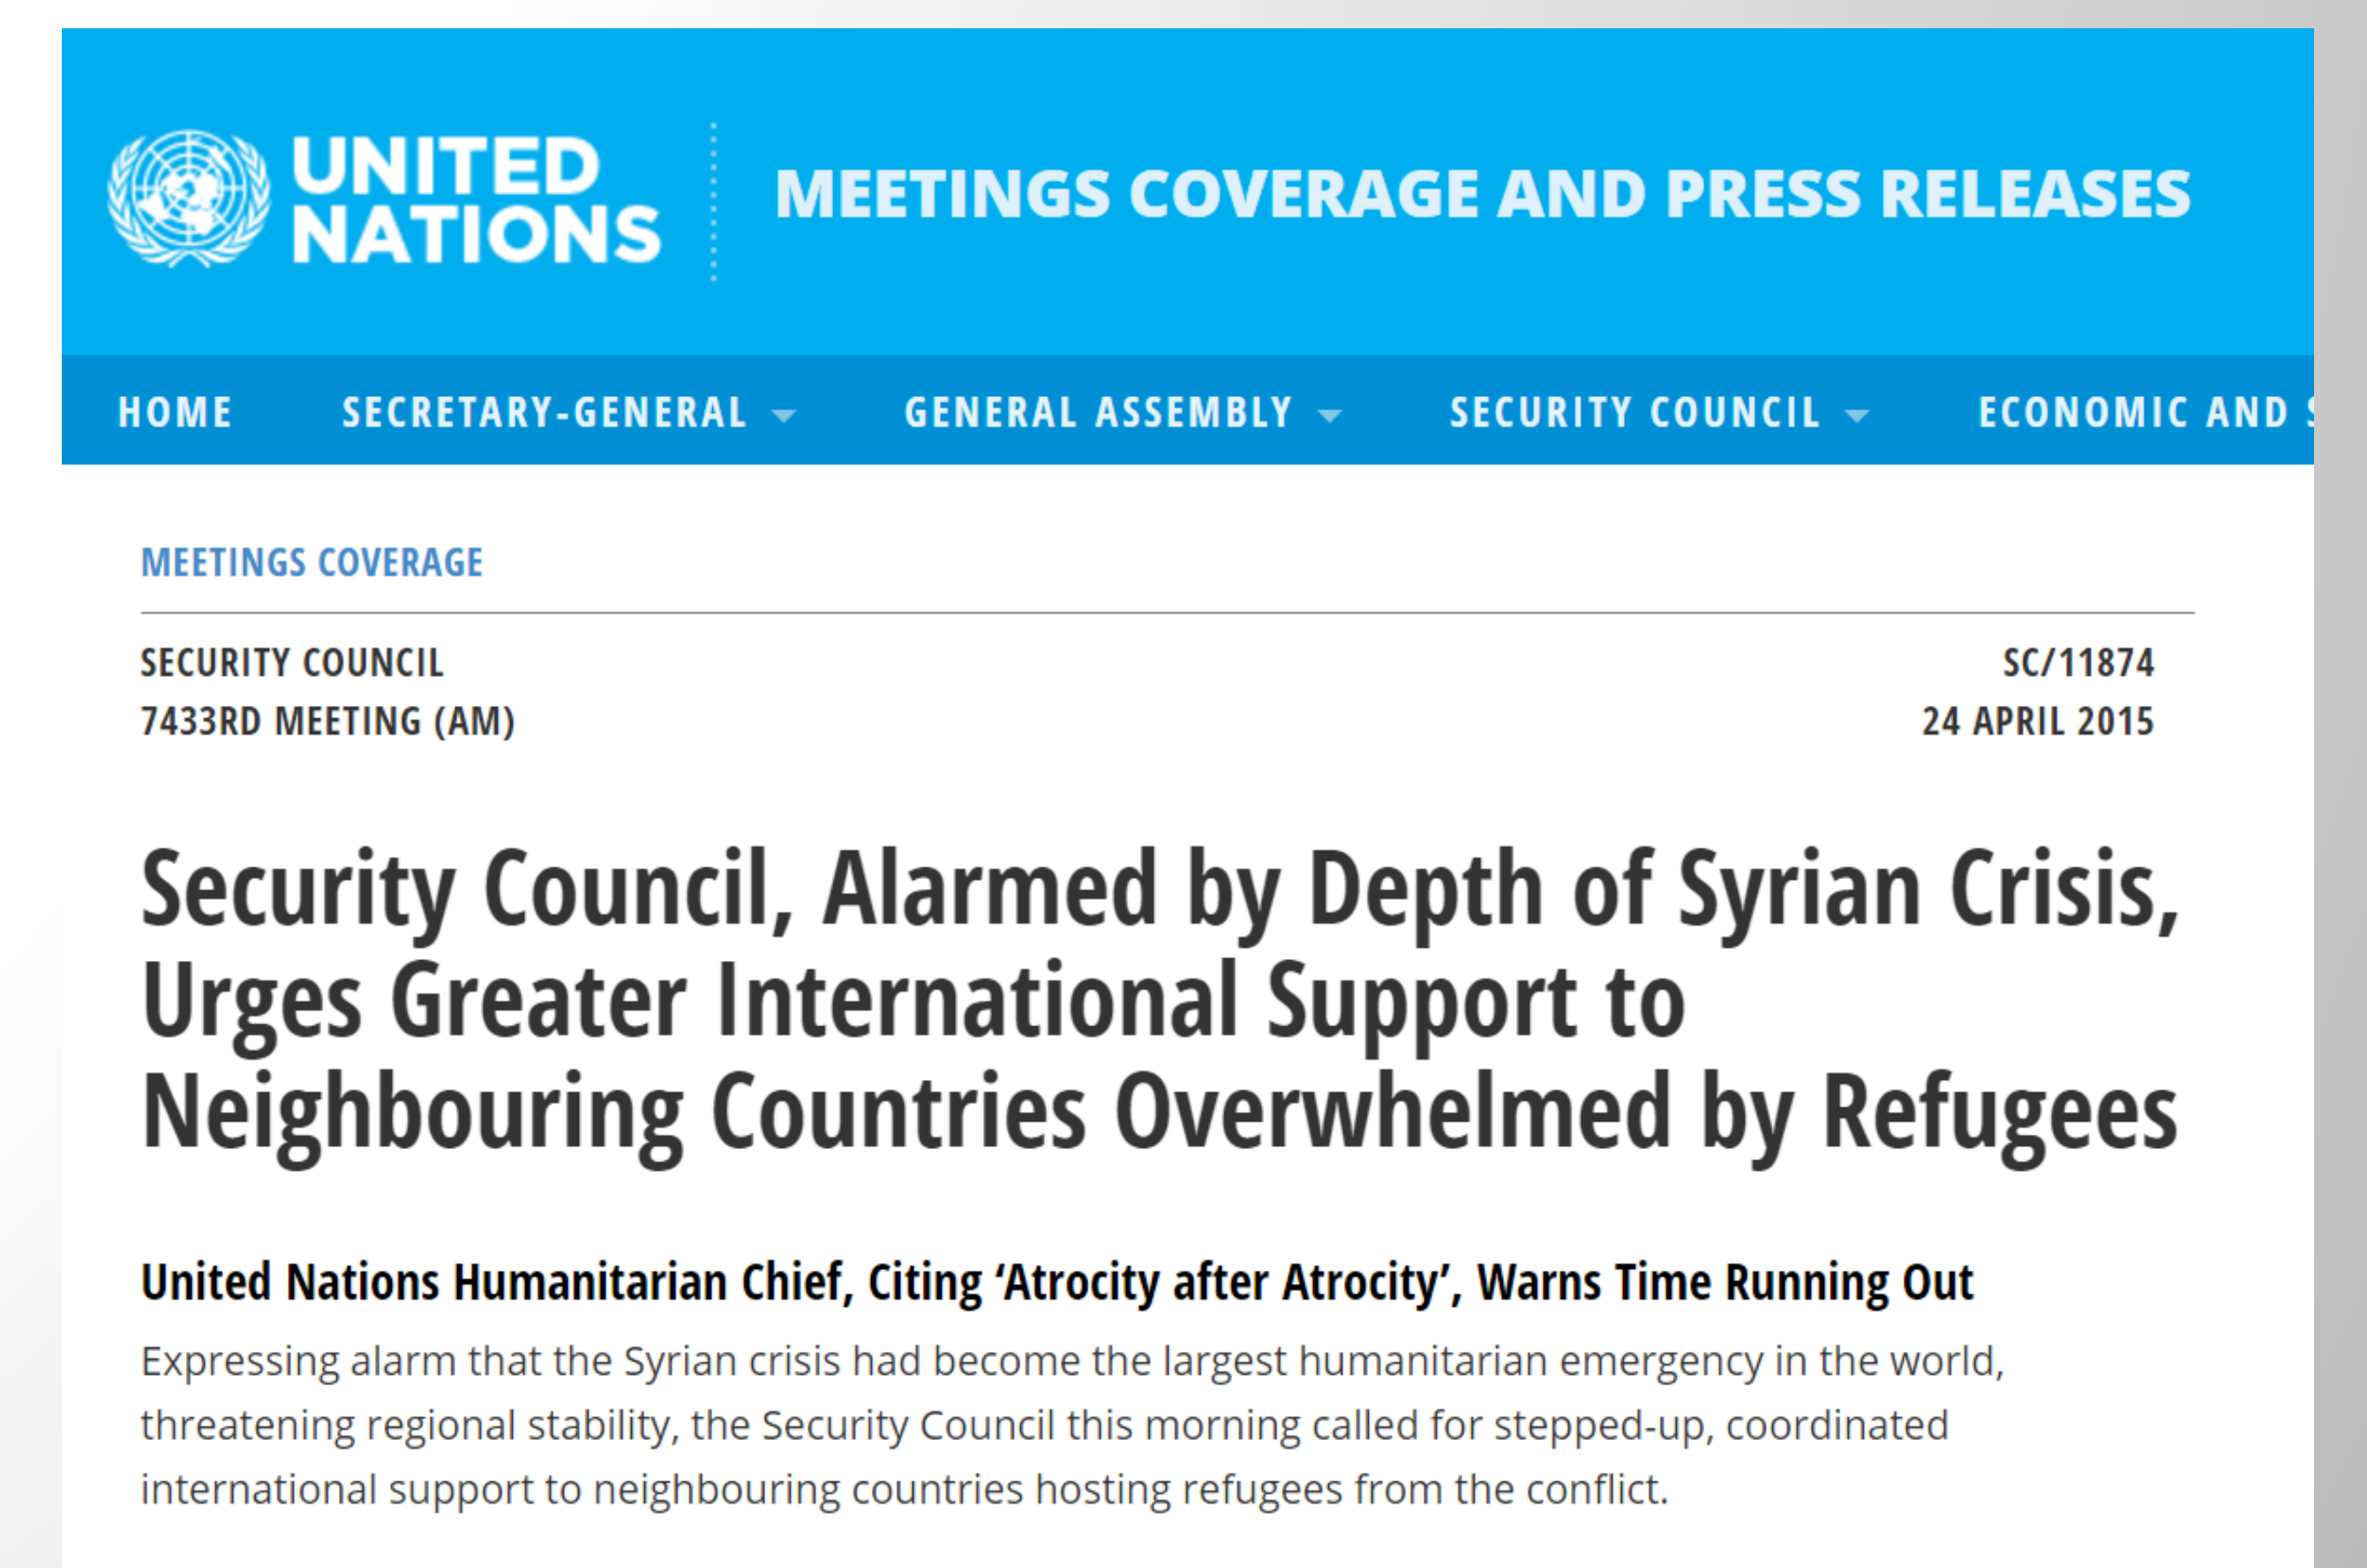 UNITED
NATIONS
MEETINGS COVERAGE AND PRESS RELEASES
HOME SECRETARY-GENERAL GENERAL ASSEMBLY SECURITY COUNCIL ECONOMIC AND
MEETINGS COVERAGE
SECURITY COUNCIL SC/11874
7433RD MEETING (AM) 24 APRIL 2015
Security Council, Alarmed by Depth of Syrian Crisis,
Urges Greater International Support to
Neighbouring Countries Overwhelmed by Refugees
United Nations Humanitarian Chief, Citing ‘Atrocity after Atrocity’, Warns Time Running Out
Expressing alarm that the Syrian crisis had become the largest humanitarian emergency in the world,
threatening regional stability, the Security Council this morning called for stepped-up, coordinated
international support to neighbouring countries hosting refugees from the conflict.